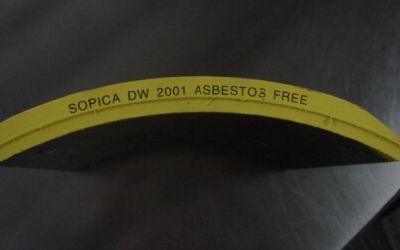 SOPICA DW 2001 ASBESTOS FREE